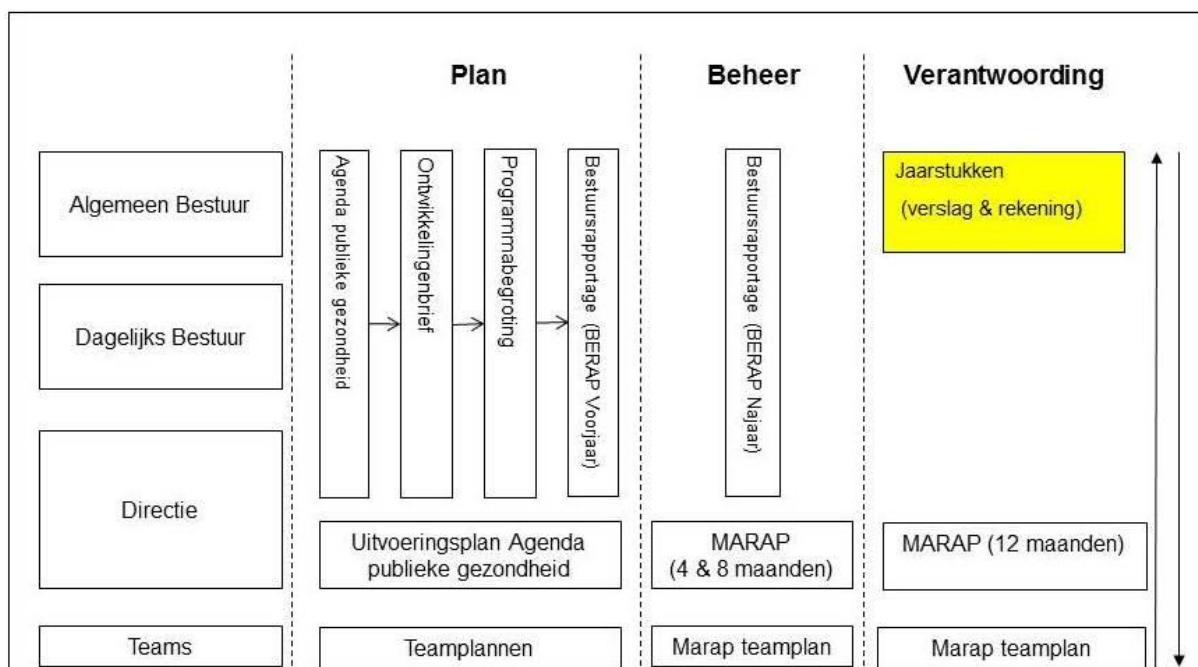 Plan
Beheer
Verantwoording
Algemeen Bestuur
Dagelijks Bestuur
Directie
Teams
Agenda publieke gezondheid
Ontwikkelingenbrief
Programmabegroting
Bestuursrapportage (BERAP Voorjaar)
Uitvoeringsplan Agenda
publieke gezondheid
Teamplannen
Bestuursrapportage (BERAP Najaar)
MARAP
(4 & 8 maanden)
Marap teamplan
Jaarstukken
(verslag & rekening)
MARAP (12 maanden)
Marap teamplan